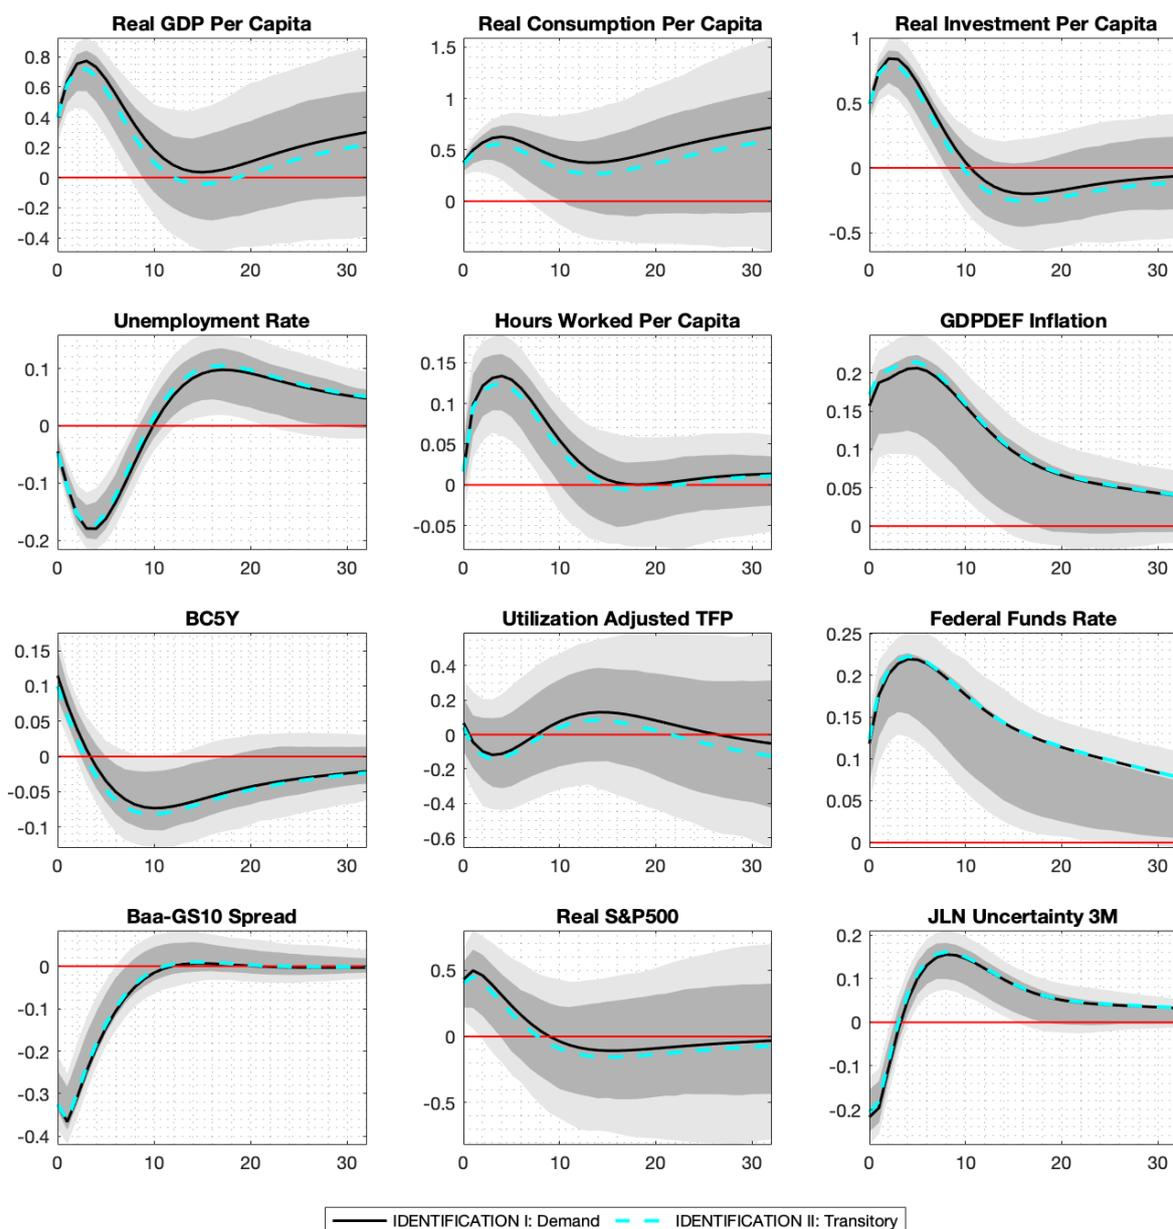 Real GDP Per Capita
0.8
0.6
0.4
0.2
0
-0.2
-0.4
0 10 20 30
Real Consumption Per Capita
1.5
1
0.5
0
0 10 20 30
Real Investment Per Capita
1
0.5
0
-0.5
0 10 20 30
Unemployment Rate
0.1
0
-0.1
-0.2
0 10 20 30
Hours Worked Per Capita
0.15
0.1
0.05
0
-0.05
0 10 20 30
GDPDEF Inflation
0.2
0.15
0.1
0.05
0
0 10 20 30
BC5Y
0.15
0.1
0.05
0
-0.05
-0.1
0 10 20 30
Utilization Adjusted TFP
0.4
0.2
0
-0.2
-0.4
-0.6
0 10 20 30
Federal Funds Rate
0.25
0.2
0.15
0.1
0.05
0
0 10 20 30
Baa-GS10 Spread
0
-0.1
-0.2
-0.3
-0.4
0 10 20 30
Real S&P500
0.5
0
-0.5
0 10 20 30
JLN Uncertainty 3M
0.2
0.1
0
-0.1
-0.2
0 10 20 30
IDENTIFICATION I: Demand IDENTIFICATION II: Transitory